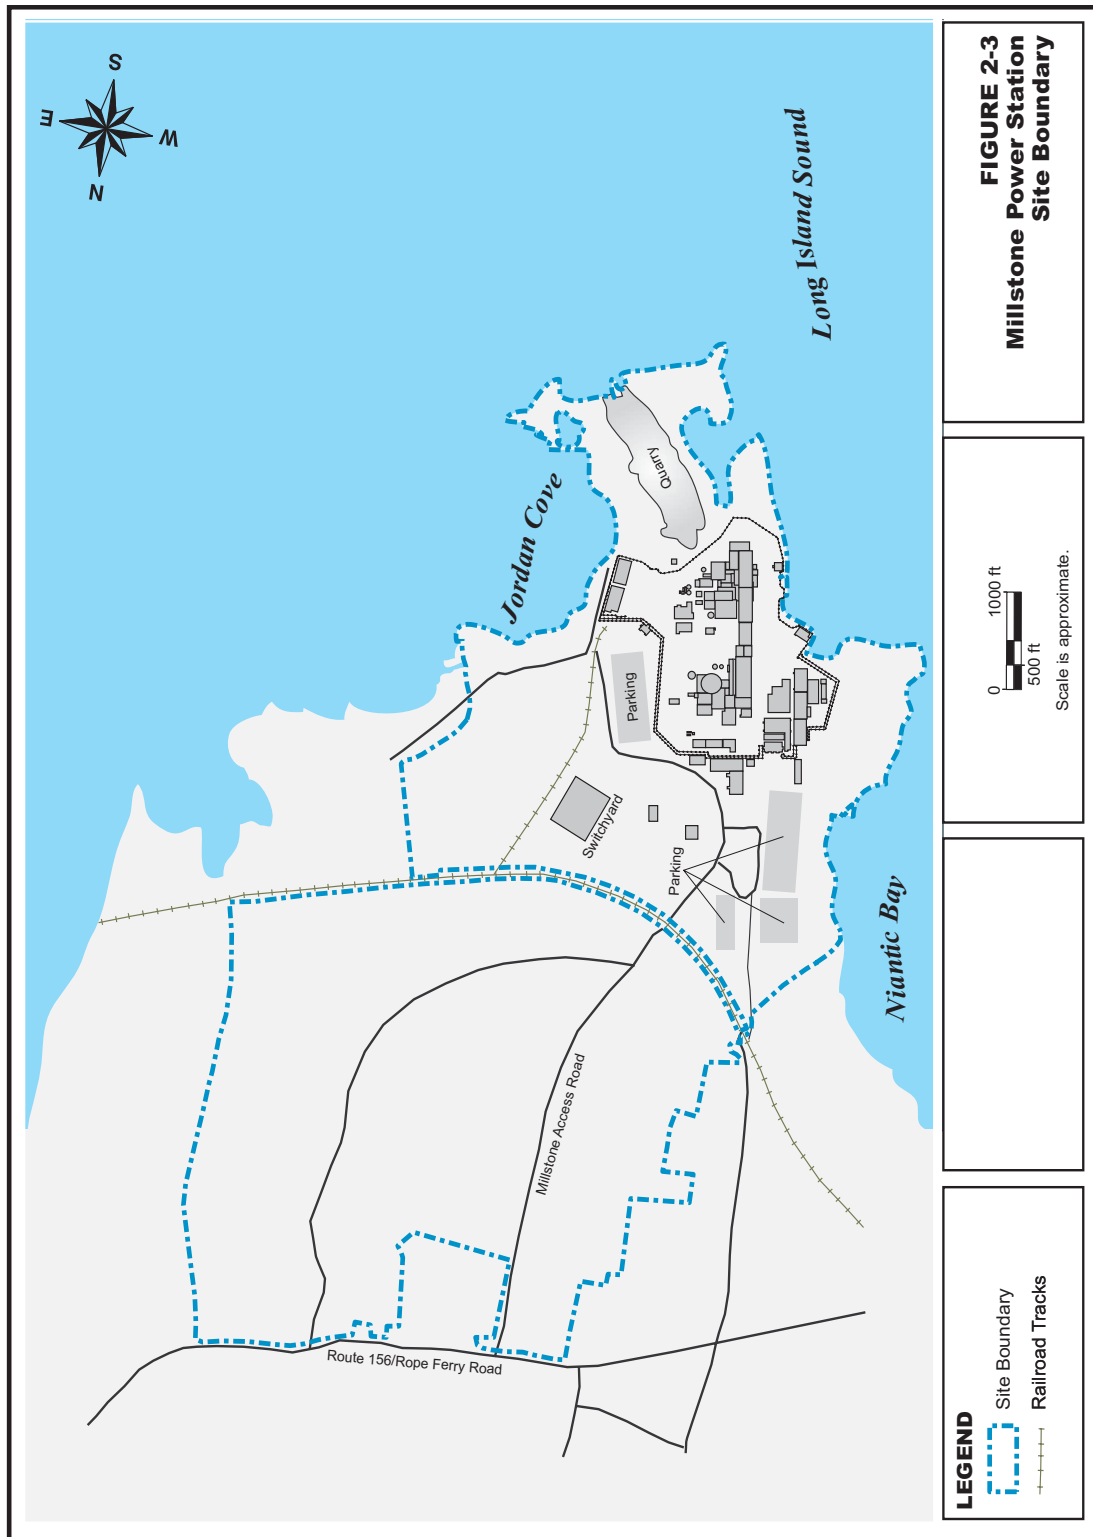 FIGURE 2-3
Millstone Power Station
Site Boundary
S
E
W
N
Long Island Sound
Jordan Cove
Quarry
Parking
Switchyard
Parking
Niantic Bay
Millstone Access Road
Route 156/Rope Ferry Road
0
1000 ft
500 ft
Scale is approximate.
LEGEND
Site Boundary
Railroad Tracks